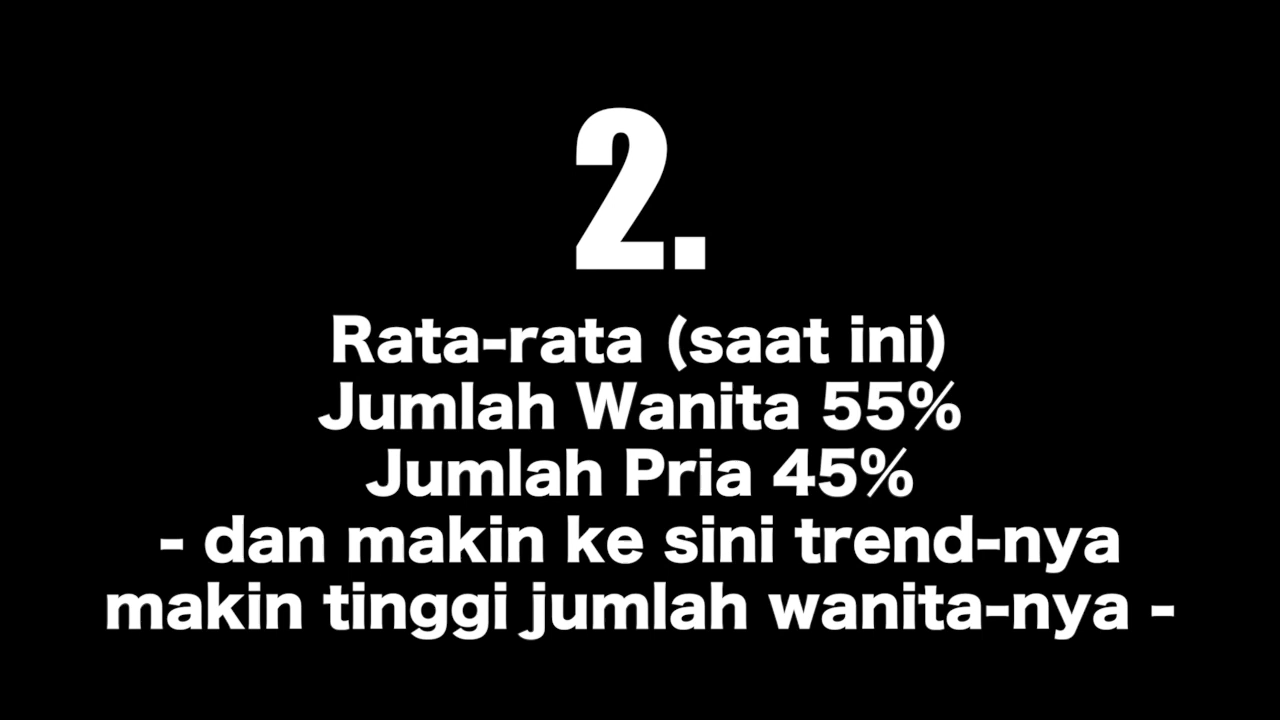 2.
Rata-rata (saat ini)
Jumlah Wanita 55%
Jumlah Pria 45%
- dan makin ke sini trend-nya
makin tinggi jumlah wanita-nya -